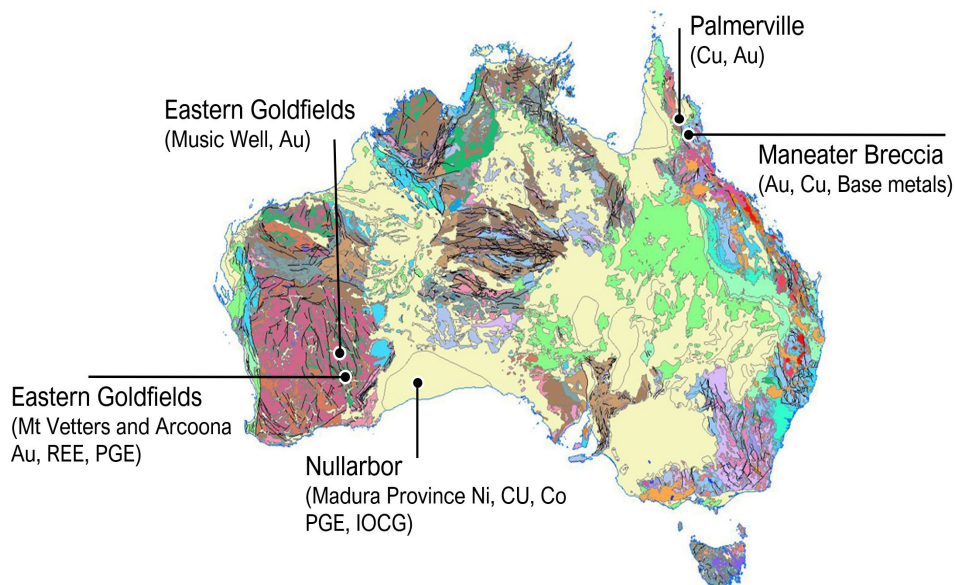 Palmerville
(Cu, Au)
Eastern Goldfields
(Music Well, Au)
Maneater Breccia
(Au, Cu, Base metals)
Eastern Goldfields
(Mt Vetters and Arcoona
Au, REE, PGE)
Nullarbor
(Madura Province Ni, CU, Co
PGE, IOCG)